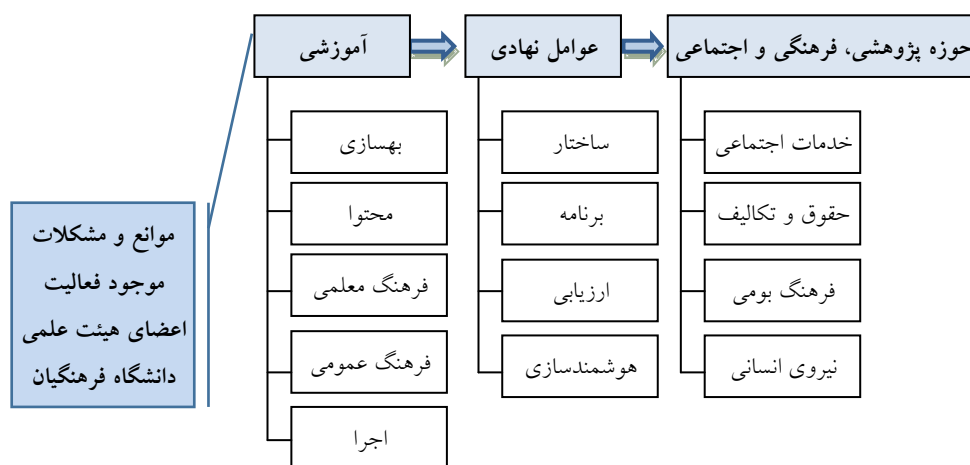 موانع و مشکلات
موجود فعالیت
اعضای هیئت علمی
دانشگاه فرهنگیان
آموزشی
بهسازی
محتوا
فرهنگ معلمی
فرهنگ عمومی
اجرا
عوامل نهادی
ساختار
برنامه
ارزیابی
هوشمندسازی
حوزه پژوهشی، فرهنگی و اجتماعی
خدمات اجتماعی
حقوق و تکالیف
فرهنگ بومی
نیروی انسانی